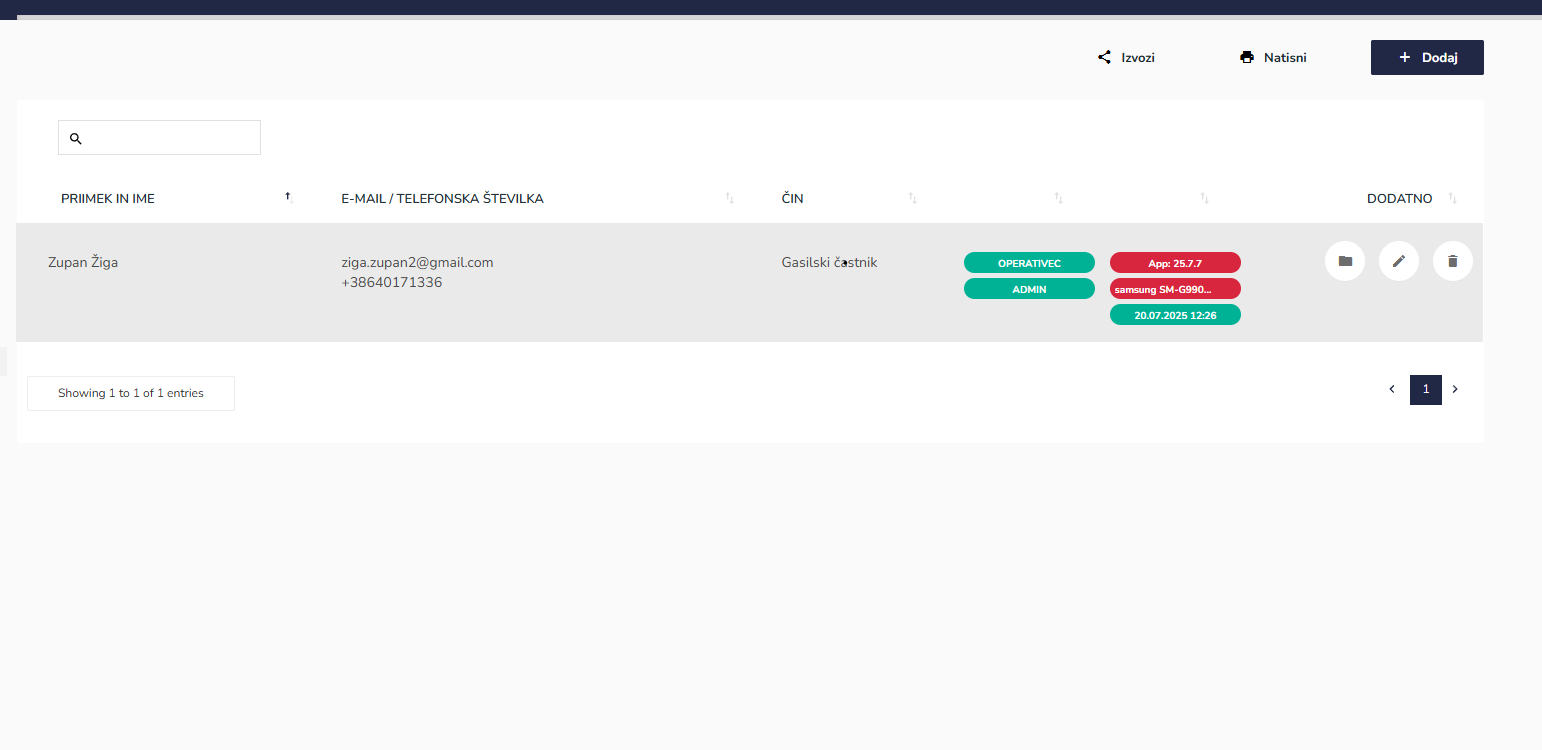 Izvozi
Natisni
+ Dodaj
PRIIMEK IN IME
E-MAIL / TELEFONSKA ŠTEVILKA
ČIN
DODATNO
Zupan Žiga
ziga.zupan2@gmail.com
+38640171336
Gasilski častnik
OPERATIVEC
ADMIN
App: 25.7.7
samsung SM-G990...
20.07.2025 12:26
Showing 1 to 1 of 1 entries
1